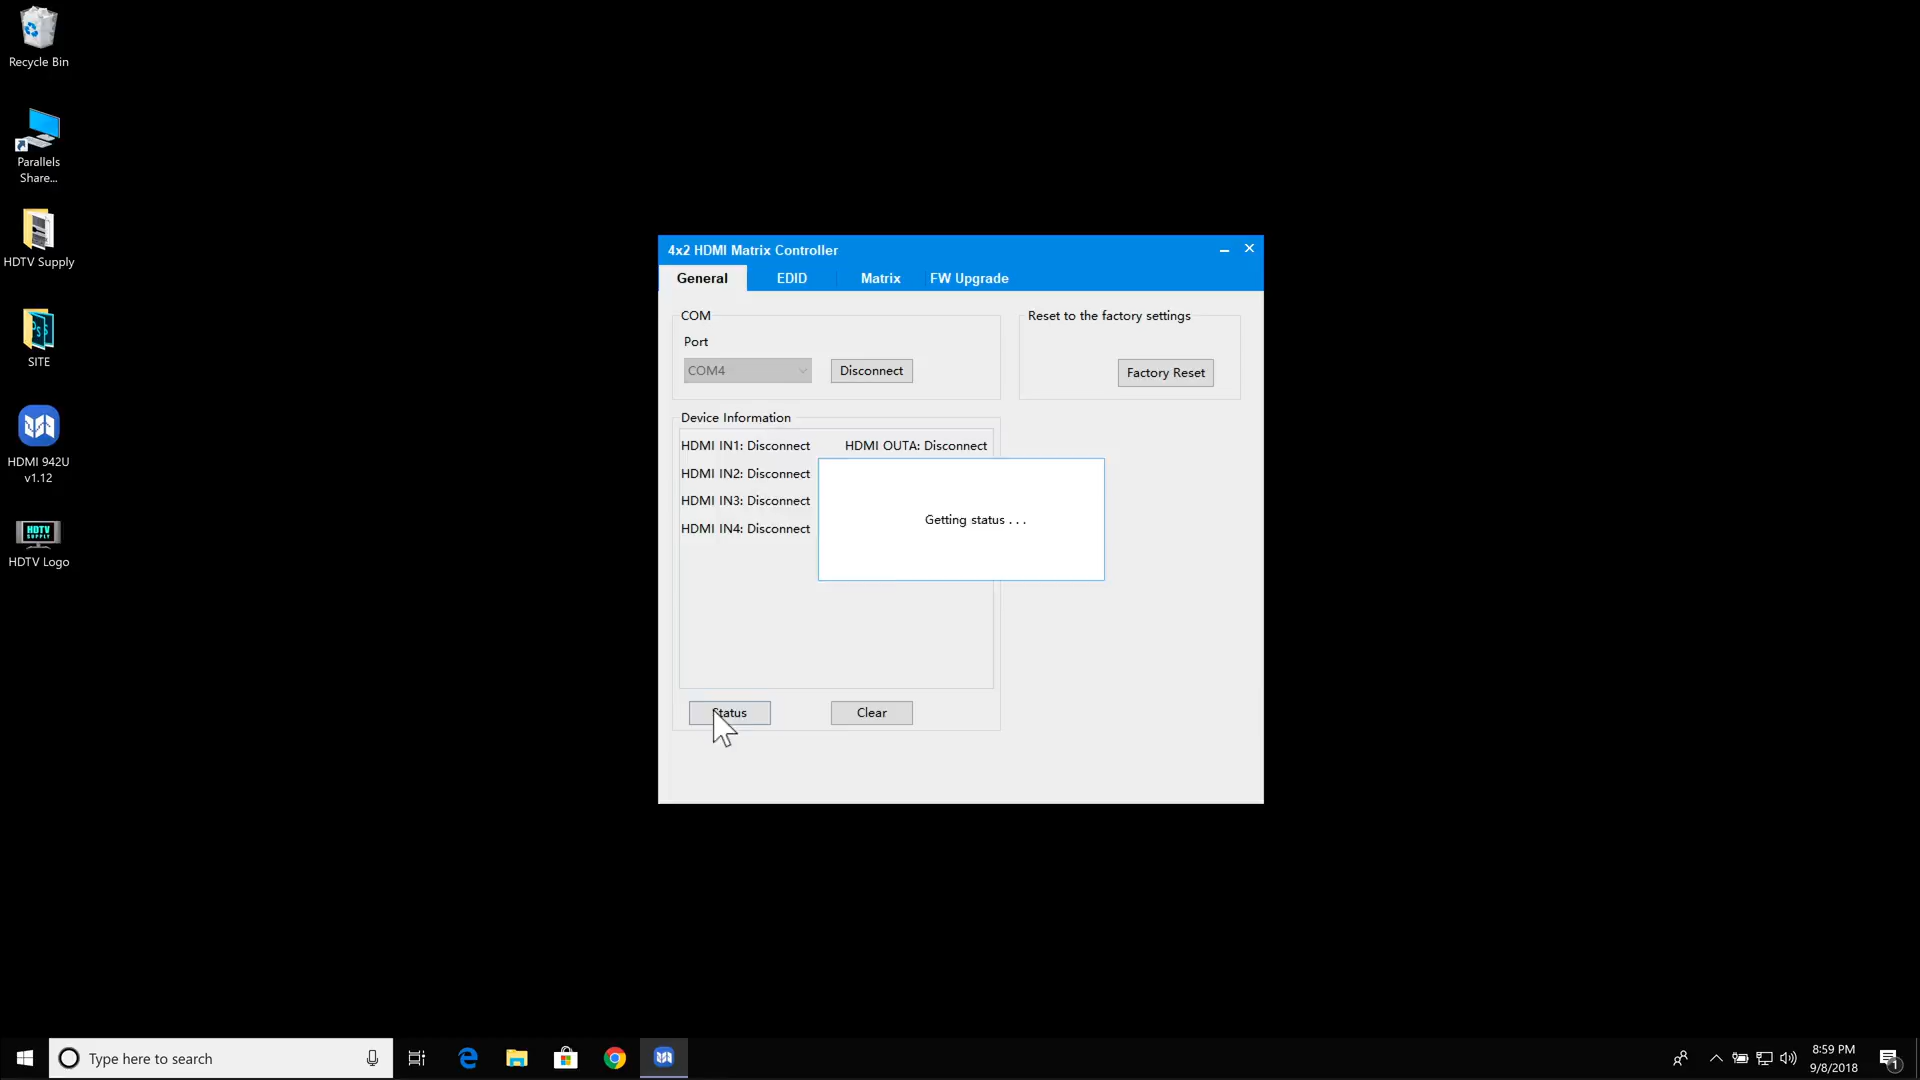 Recycle Bin
Parallels
Share...
HDTV Supply
SITE
HDMI 942U
v1.12
HDTV
SUPPLY
HDTV Logo
4x2 HDMI Matrix Controller
General EDID Matrix FW Upgrade
COM
Port
COM4 Disconnect
Reset to the factory settings
Factory Reset
Device Information
HDMI IN1: Disconnect HDMI OUTA: Disconnect
HDMI IN2: Disconnect
HDMI IN3: Disconnect
HDMI IN4: Disconnect
Getting status . . .
Status Clear
Type here to search
8:59 PM
9/8/2018
1